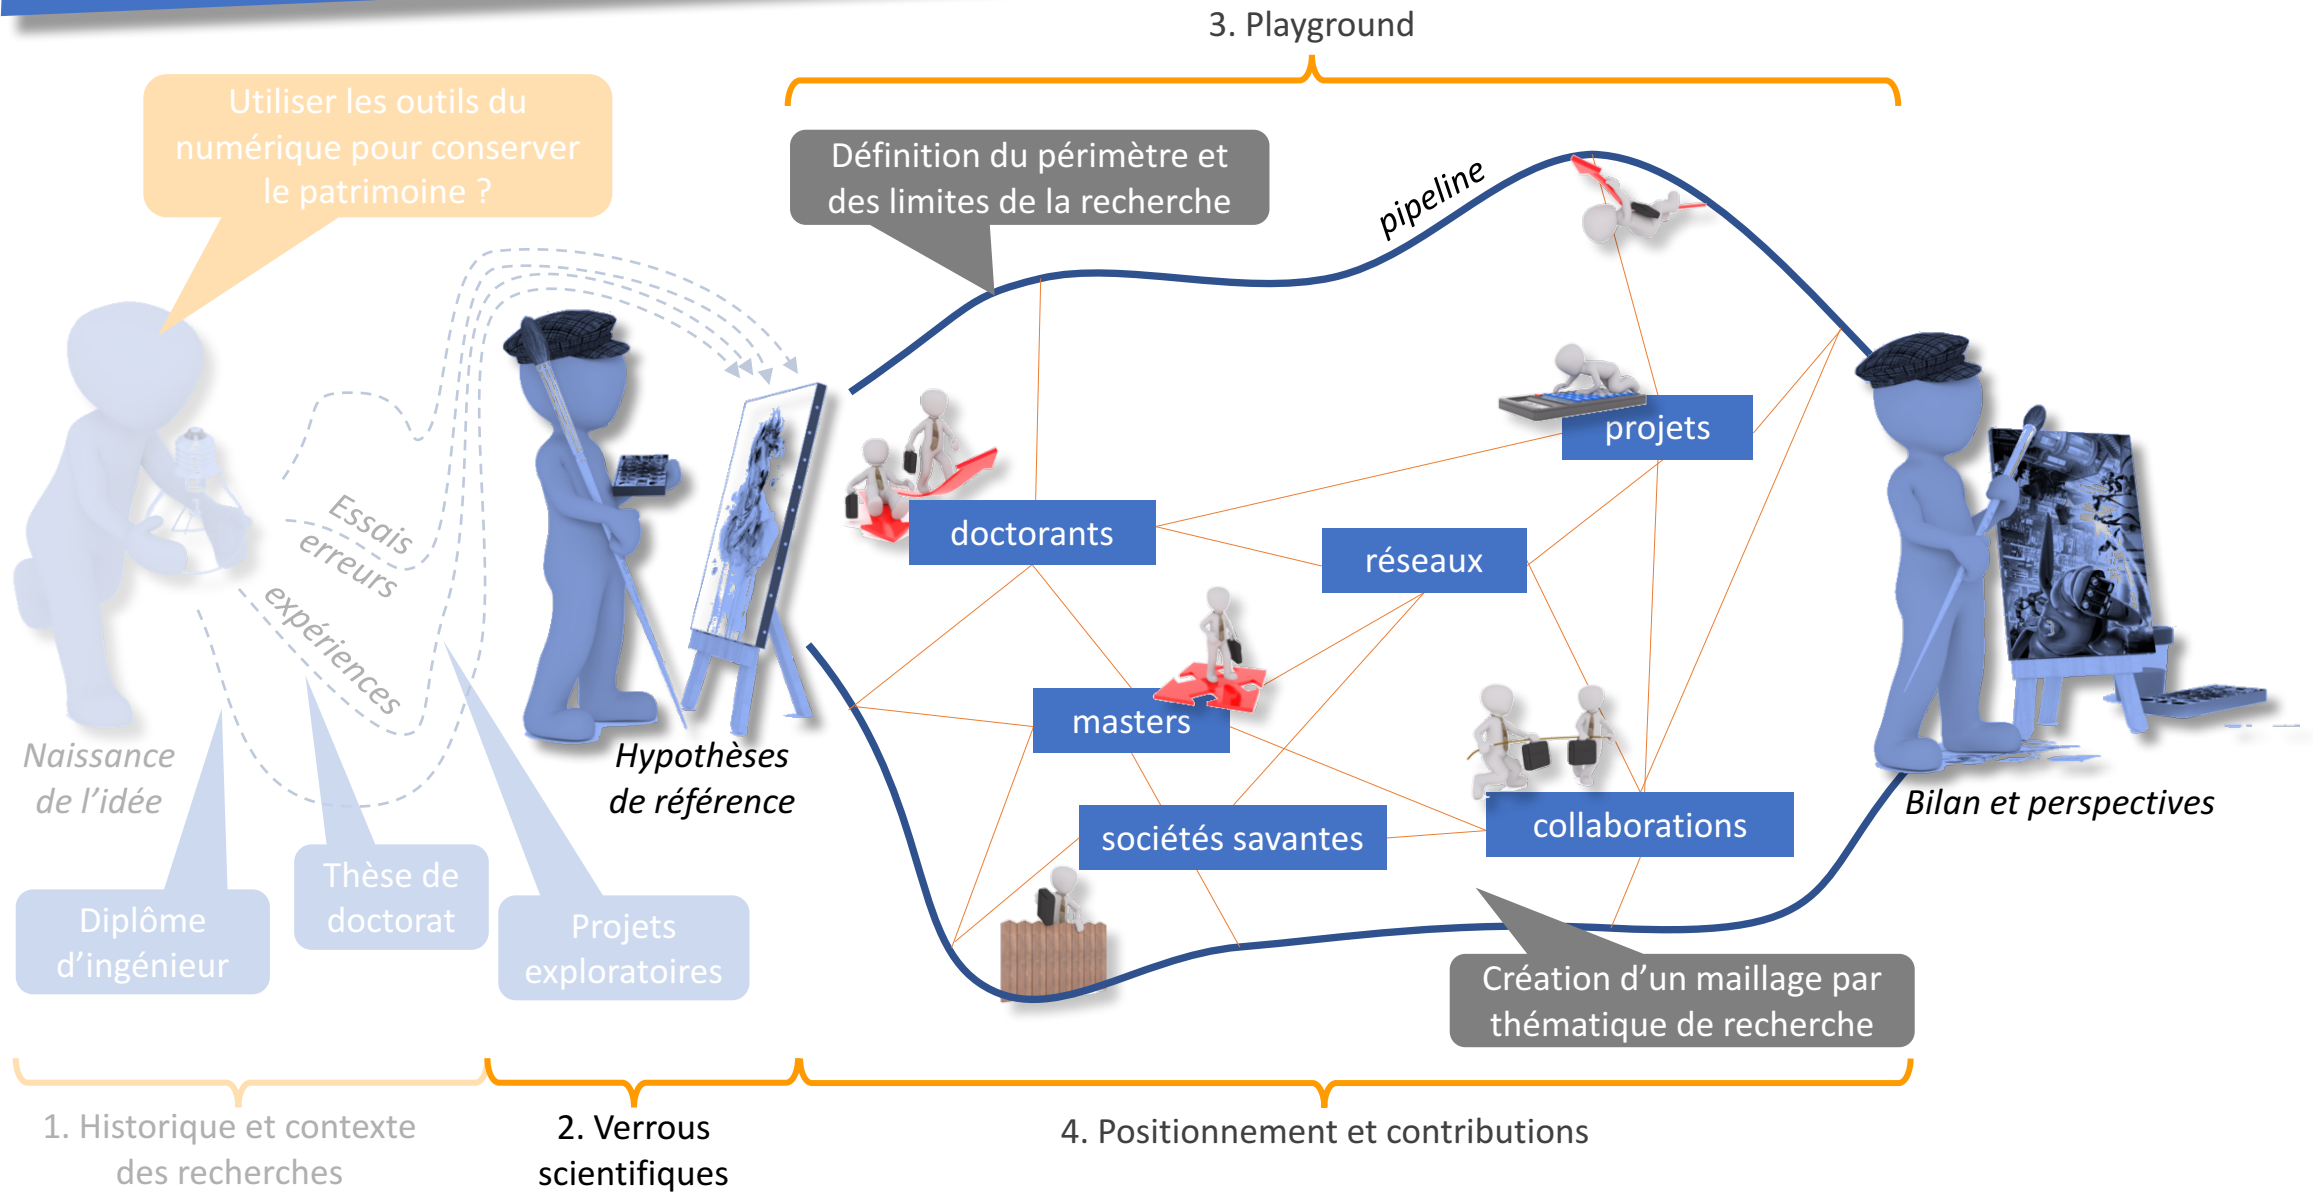 3. Playground
Utiliser les outils du
numérique pour conserver
le patrimoine ?
Définition du périmètre et
des limites de la recherche
pipeline
Essais
erreurs
expériences
projets
doctorants
réseaux
masters
sociétés savantes
collaborations
Naissance
de l’idée
Hypothèses
de référence
Bilan et perspectives
Diplôme
d’ingénieur
Thèse de
doctorat
Projets
exploratoires
Création d’un maillage par
thématique de recherche
1. Historique et contexte
des recherches
2. Verrous
scientifiques
4. Positionnement et contributions